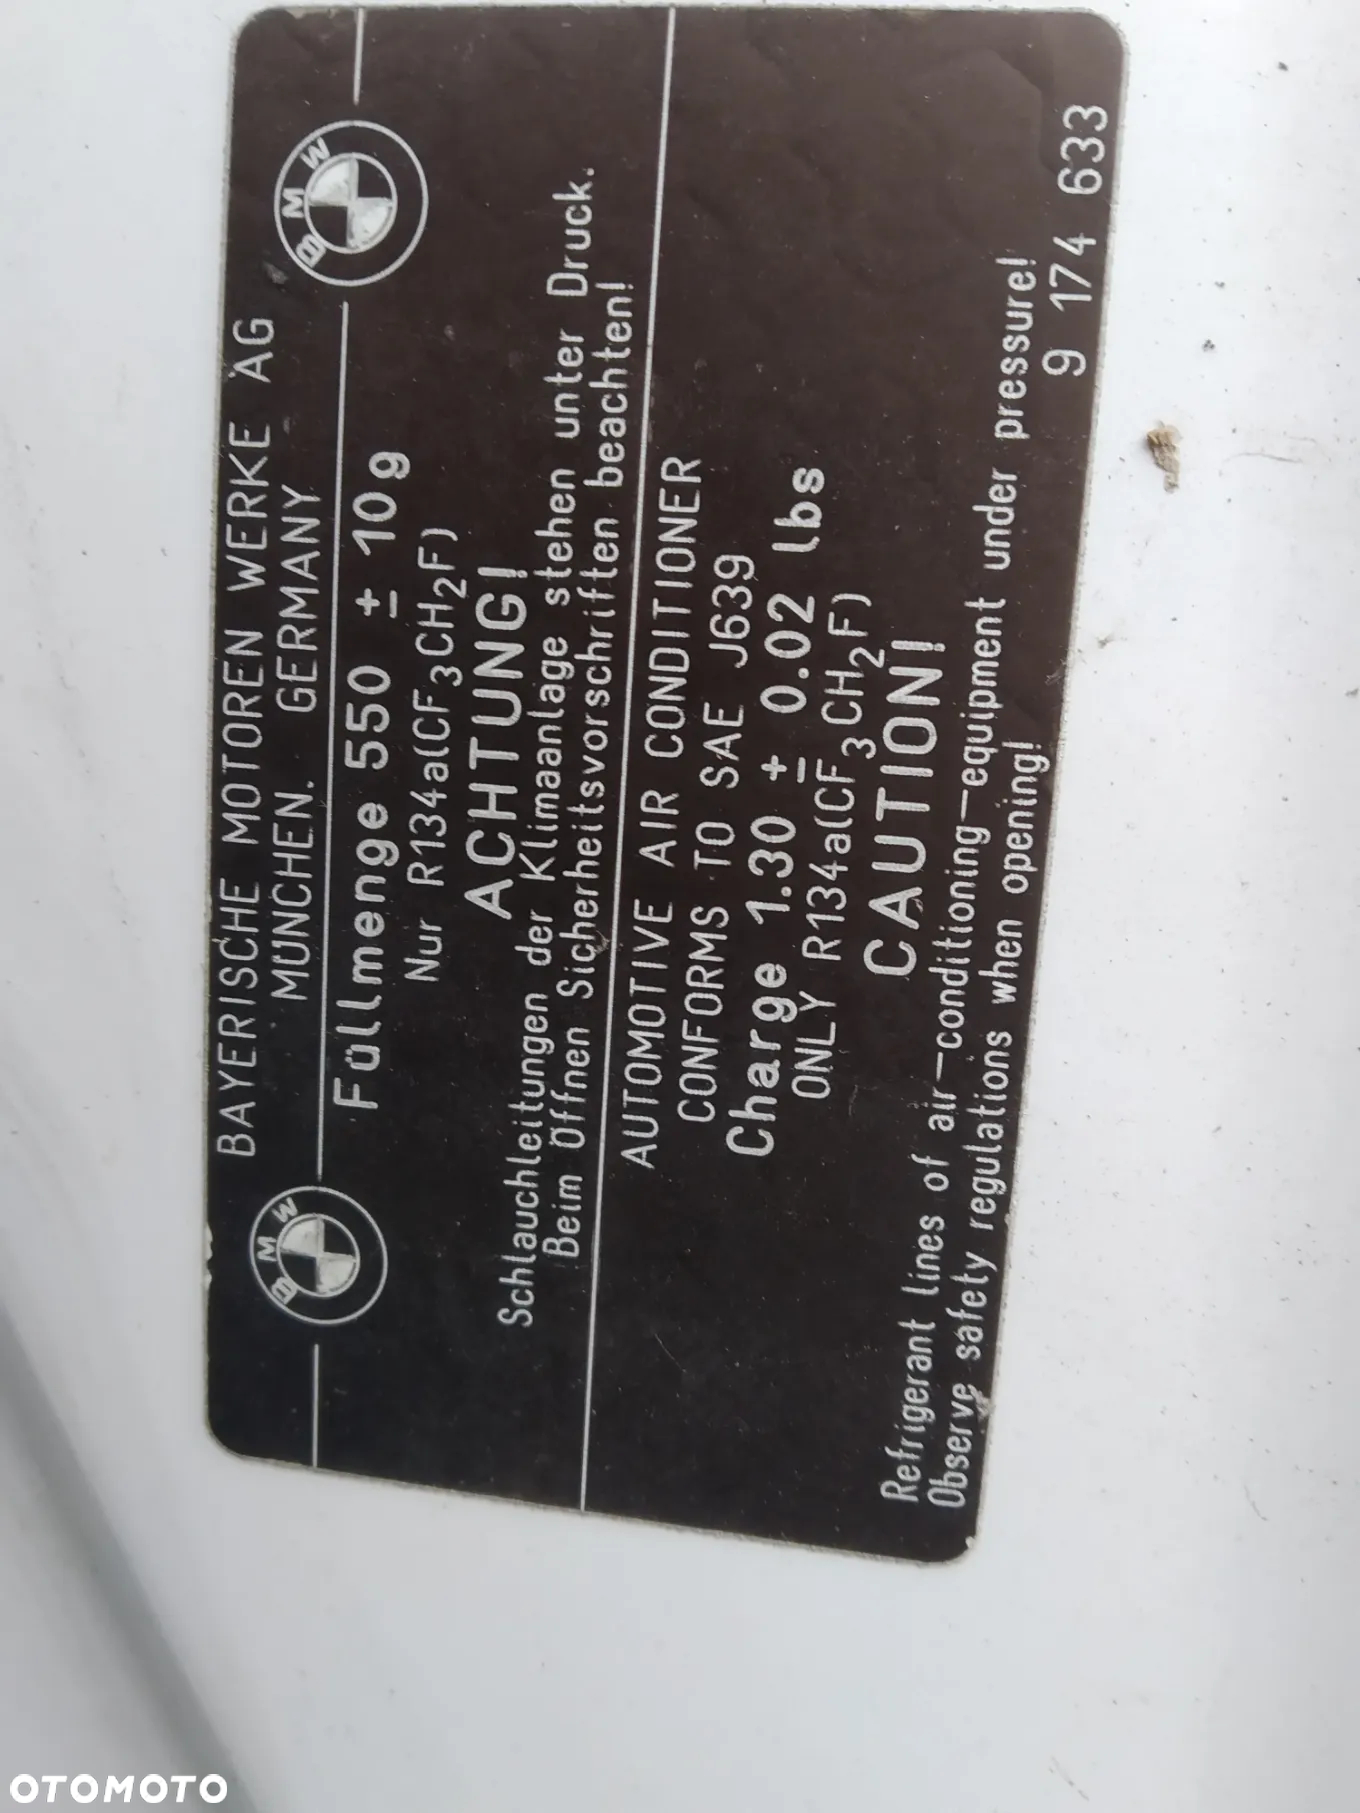 BAYERISCHE MOTOREN WERKE AG
MÜNCHEN. GERMANY
BMW
BMW
Füllmenge 550 ± 10g
Nur R134a(CF3CH2F)
ACHTUNG!
Schlauchleitungen der Klimaanlage stehen unter Druck.
Beim Öffnen Sicherheitsvorschriften beachten!
AUTOMOTIVE AIR CONDITIONER
CONFORMS TO SAE J639
Charge 1.30 ± 0.02 lbs
ONLY R134a(CF3CH2F)
CAUTION!
Refrigerant lines of air-conditioning-equipment under pressure!
Observe safety regulations when opening!
9 174 633
OTOMOTO